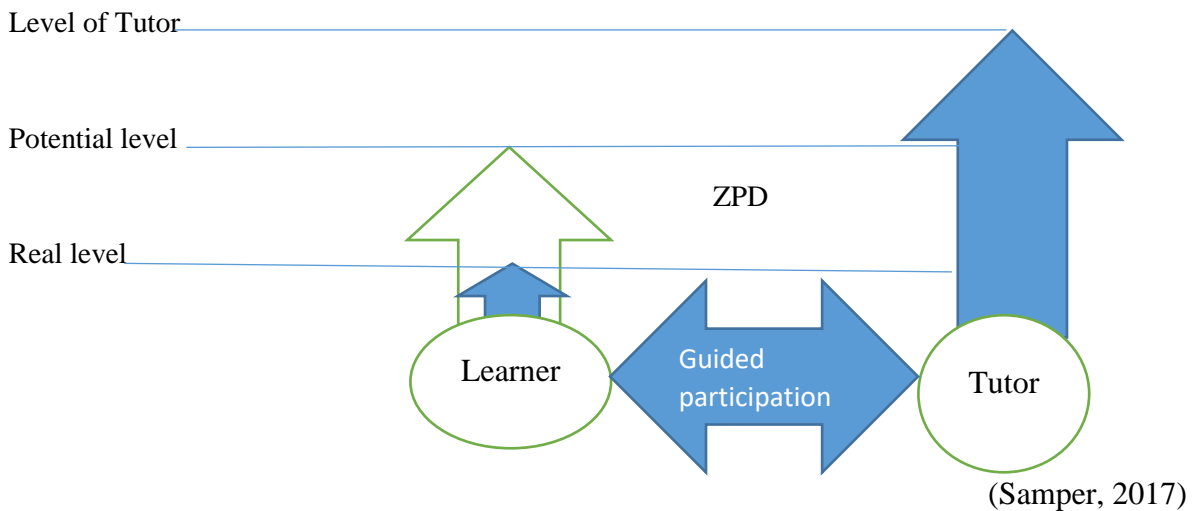 Level of Tutor
Potential level
ZPD
Real level
Learner
Guided
participation
Tutor
(Samper, 2017)